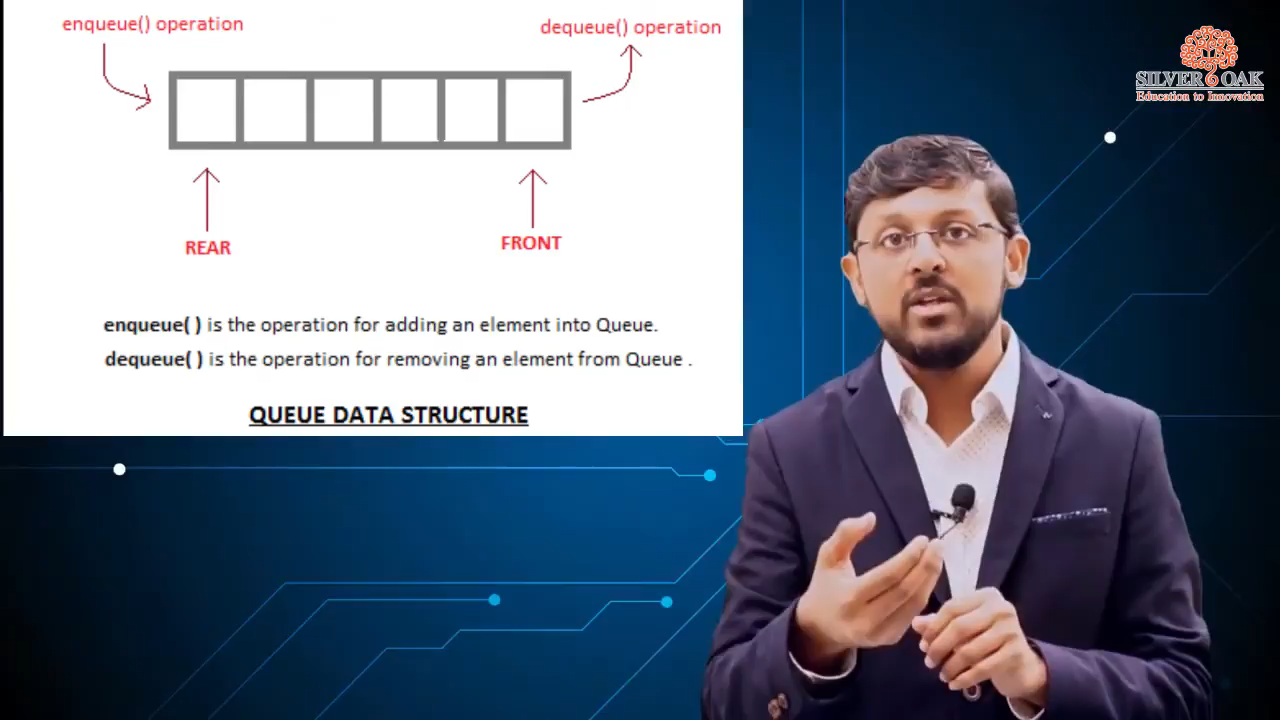 enqueue() operation
dequeue() operation
REAR
FRONT
enqueue( ) is the operation for adding an element into Queue.
dequeue( ) is the operation for removing an element from Queue .
QUEUE DATA STRUCTURE
SILVER OAK
Education to Innovation